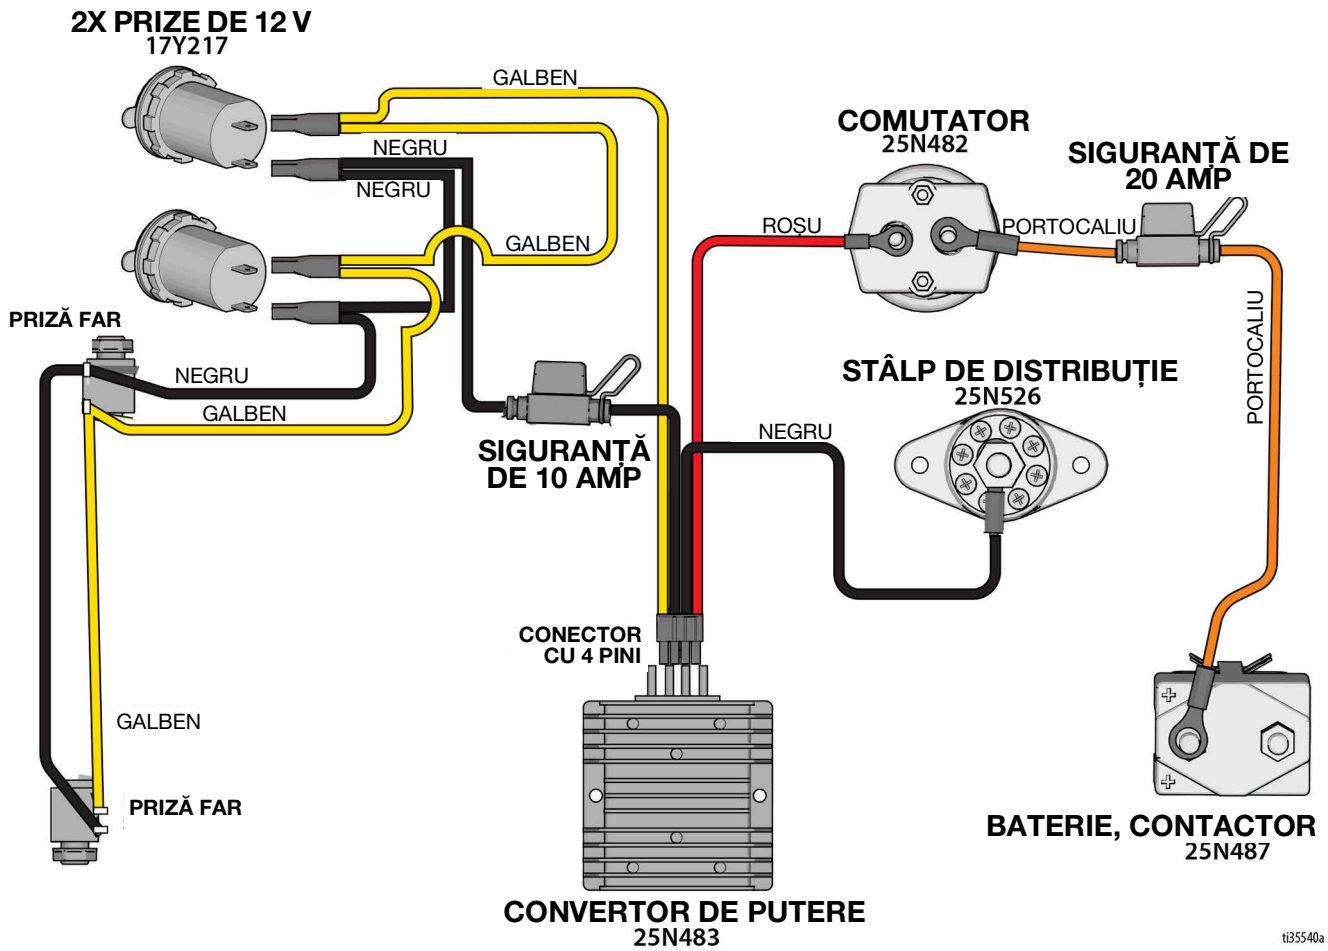 2X PRIZE DE 12 V
17Y217
GALBEN
NEGRU
NEGRU
GALBEN
PRIZĂ FAR
NEGRU
GALBEN
COMUTATOR
25N482
SIGURANȚĂ DE
20 AMP
ROȘU
PORTOCALIU
PORTOCALIU
STÂLP DE DISTRIBUȚIE
25N526
SIGURANȚĂ
DE 10 AMP
NEGRU
CONECTOR
CU 4 PINI
GALBEN
PRIZĂ FAR
BATERIE, CONTACTOR
25N487
CONVERTOR DE PUTERE
25N483
ti35540a